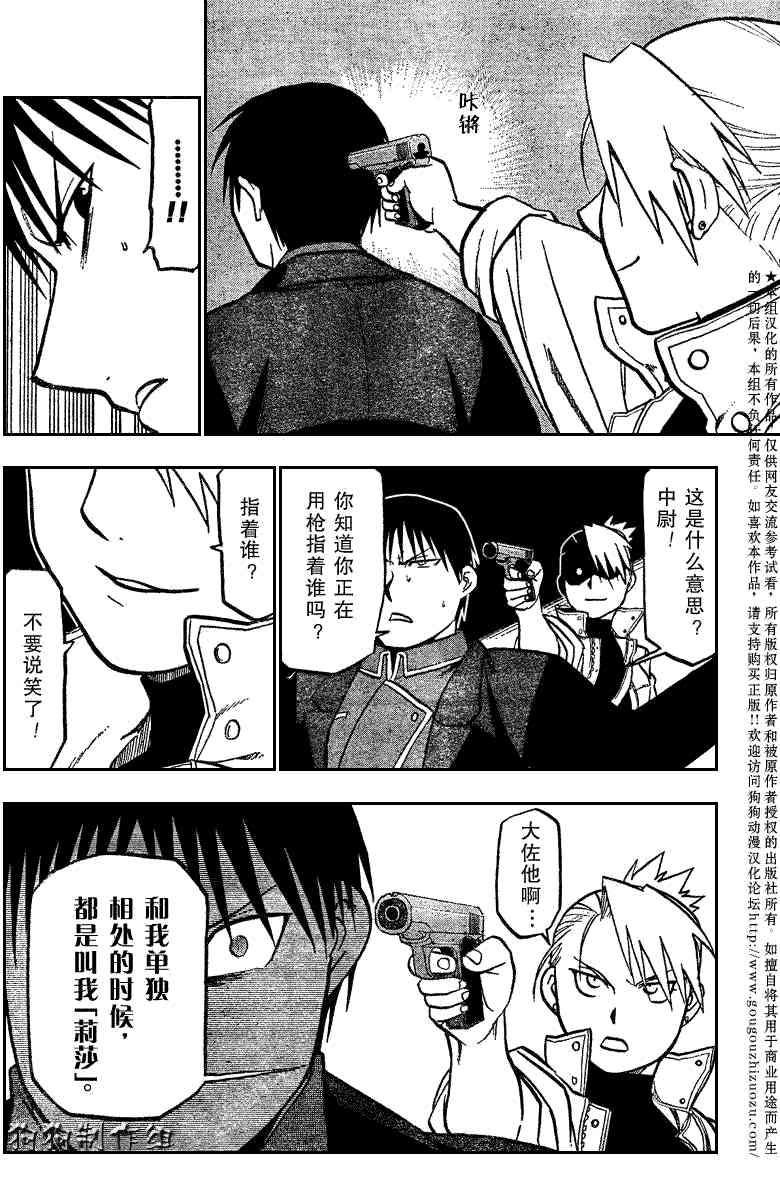 咔
锵
………!!
这是什么意思?
中尉!
你知道你正在
用枪指着谁吗?
指着谁?
不要说笑了!
大佐他啊…
和我单独
相处的时候,
都是叫我「莉莎」。
狗狗制作组
★本组汉化的所有作品,仅供网友交流参考试看,所有版权归原作者和被原作者授权的出版社所有。如擅自将其用于商业用途而产生
的一切后果,本组不负任何责任。如喜欢本作品,请支持购买正版!!欢迎访问狗狗动漫汉化论坛http://www.gougouzhizuozu.com/